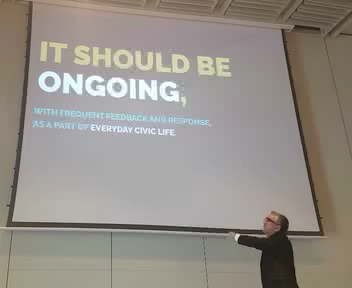 IT SHOULD BE
ONGOING,
WITH FREQUENT FEEDBACK AND RESPONSE,
AS A PART OF EVERYDAY CIVIC LIFE.